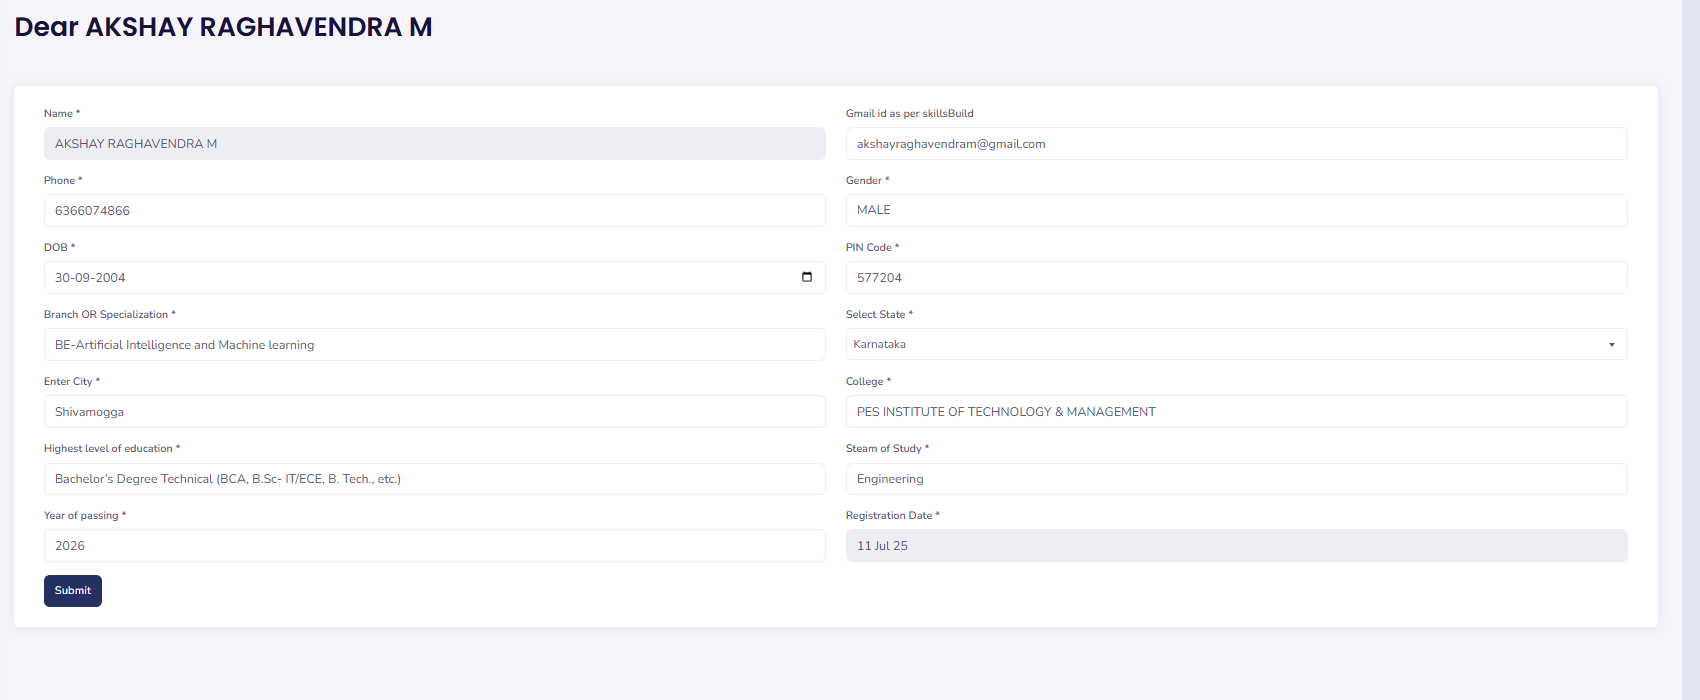 Dear AKSHAY RAGHAVENDRA M
Name *
AKSHAY RAGHAVENDRA M
Gmail id as per skillsBuild
akshayraghavendram@gmail.com
Phone *
6366074866
Gender *
MALE
DOB *
30-09-2004
PIN Code *
577204
Branch OR Specialization *
BE-Artificial Intelligence and Machine learning
Select State *
Karnataka
Enter City *
Shivamogga
College *
PES INSTITUTE OF TECHNOLOGY & MANAGEMENT
Highest level of education *
Bachelor’s Degree Technical (BCA, B.Sc- IT/ECE, B. Tech., etc.)
Steam of Study *
Engineering
Year of passing *
2026
Registration Date *
11 Jul 25
Submit